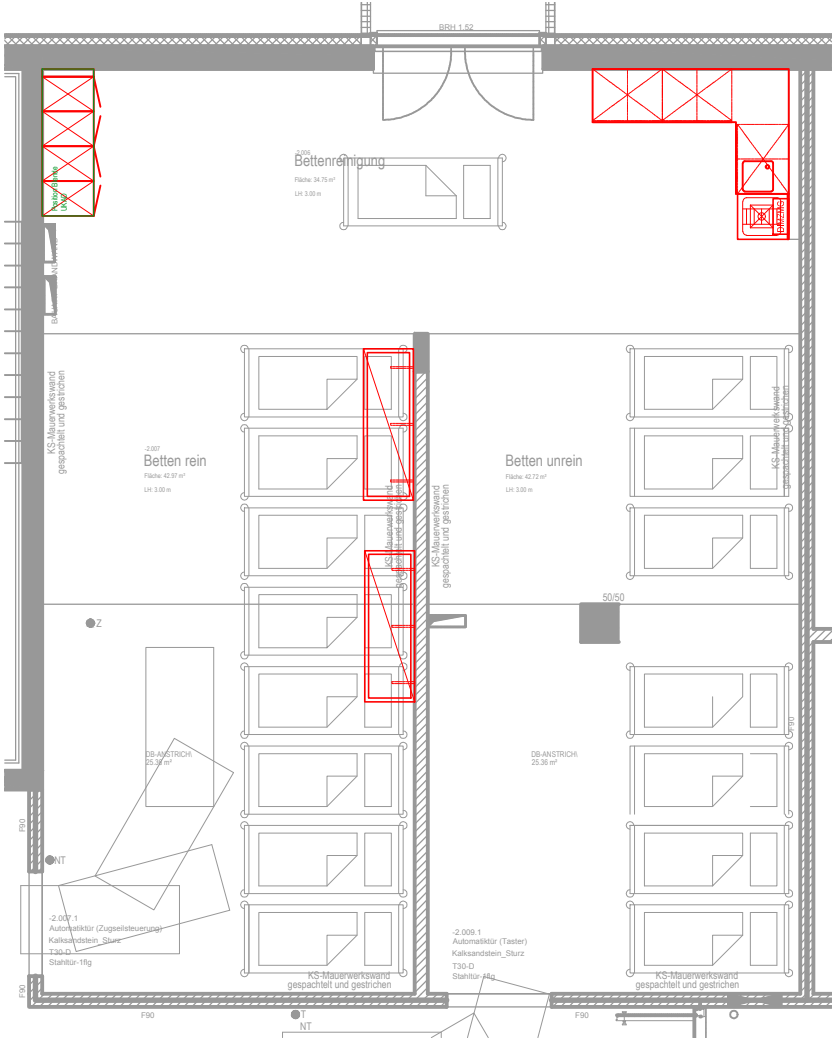 BRH 1.52
-2.006
Bettenreinigung
Fläche: 34.75 m²
LH: 3.00 m
KS-Mauerwerkswand
gespachtelt und gestrichen
-2.007
Betten rein
Fläche: 42.97 m²
LH: 3.00 m
KS-Mauerwerkswand
gespachtelt und gestrichen
KS-Mauerwerkswand
gespachtelt und gestrichen
Betten unrein
Fläche: 42.72 m²
LH: 3.00 m
KS-Mauerwerkswand
gespachtelt und gestrichen
50/50
Z
DB-ANSTRICH\
25.36 m²
DB-ANSTRICH\
25.36 m²
F90
F90
NT
-2.007.1
Automatiktür (Zugseilsteuerung)
Kalksandstein_Sturz
T30-D
Stahltür-1flg
-2.009.1
Automatiktür (Taster)
Kalksandstein_Sturz
T30-D
KS-Mauerwerkswand
gespachtelt und gestrichen
KS-Mauerwerkswand
gespachtelt und gestrichen
F90
F90
T
NT
F90